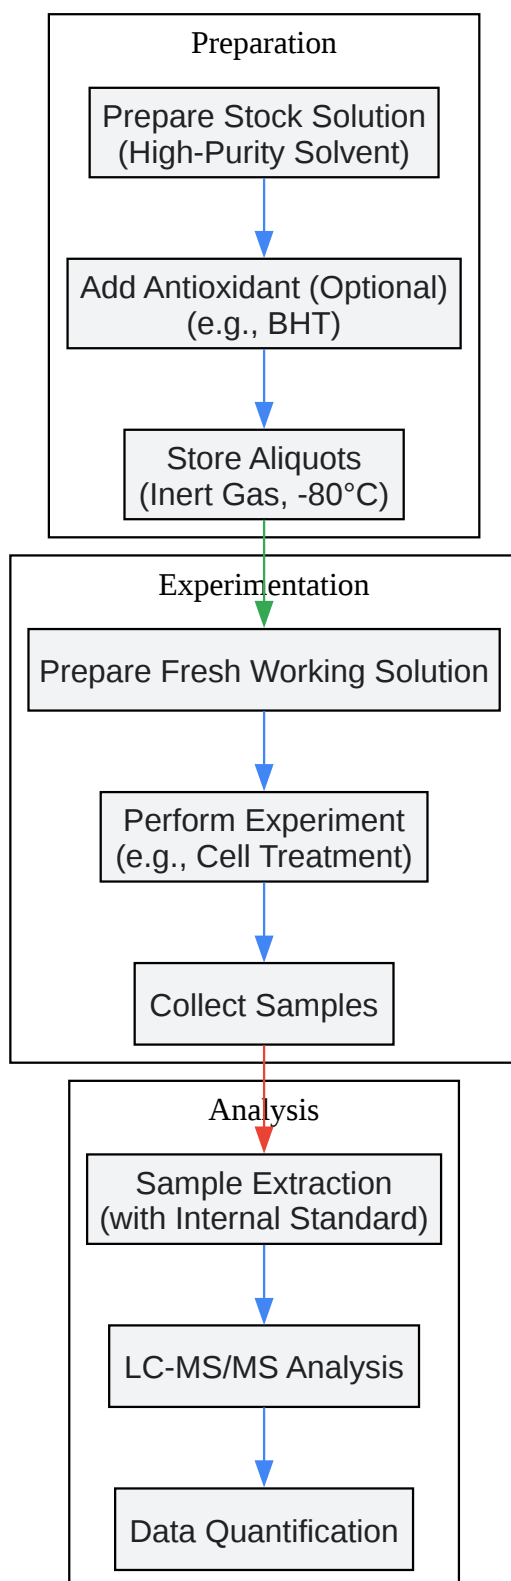 Preparation
Prepare Stock Solution
(High-Purity Solvent)
Add Antioxidant (Optional)
(e.g., BHT)
Store Aliquots
(Inert Gas, -80°C)
Experimentation
Prepare Fresh Working Solution
Perform Experiment
(e.g., Cell Treatment)
Collect Samples
Analysis
Sample Extraction
(with Internal Standard)
LC-MS/MS Analysis
Data Quantification